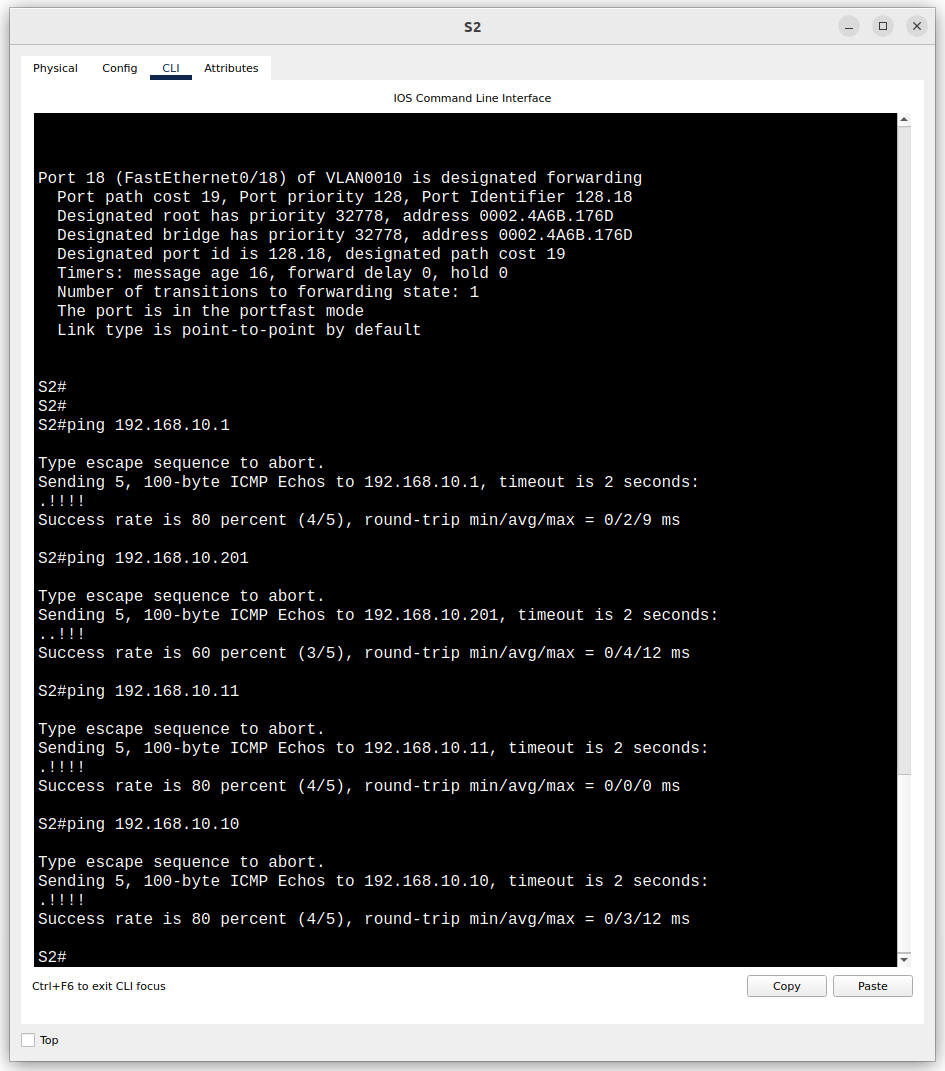 S2
Physical Config CLI Attributes
IOS Command Line Interface
Port 18 (FastEthernet0/18) of VLAN0010 is designated forwarding
Port path cost 19, Port priority 128, Port Identifier 128.18
Designated root has priority 32778, address 0002.4A6B.176D
Designated bridge has priority 32778, address 0002.4A6B.176D
Designated port id is 128.18, designated path cost 19
Timers: message age 16, forward delay 0, hold 0
Number of transitions to forwarding state: 1
The port is in the portfast mode
Link type is point-to-point by default
S2#
S2#
S2#ping 192.168.10.1
Type escape sequence to abort.
Sending 5, 100-byte ICMP Echos to 192.168.10.1, timeout is 2 seconds:
.!!!!
Success rate is 80 percent (4/5), round-trip min/avg/max = 0/2/9 ms
S2#ping 192.168.10.201
Type escape sequence to abort.
Sending 5, 100-byte ICMP Echos to 192.168.10.201, timeout is 2 seconds:
..!!!
Success rate is 60 percent (3/5), round-trip min/avg/max = 0/4/12 ms
S2#ping 192.168.10.11
Type escape sequence to abort.
Sending 5, 100-byte ICMP Echos to 192.168.10.11, timeout is 2 seconds:
.!!!!
Success rate is 80 percent (4/5), round-trip min/avg/max = 0/0/0 ms
S2#ping 192.168.10.10
Type escape sequence to abort.
Sending 5, 100-byte ICMP Echos to 192.168.10.10, timeout is 2 seconds:
.!!!!
Success rate is 80 percent (4/5), round-trip min/avg/max = 0/3/12 ms
S2#
Ctrl+F6 to exit CLI focus
Copy Paste
Top